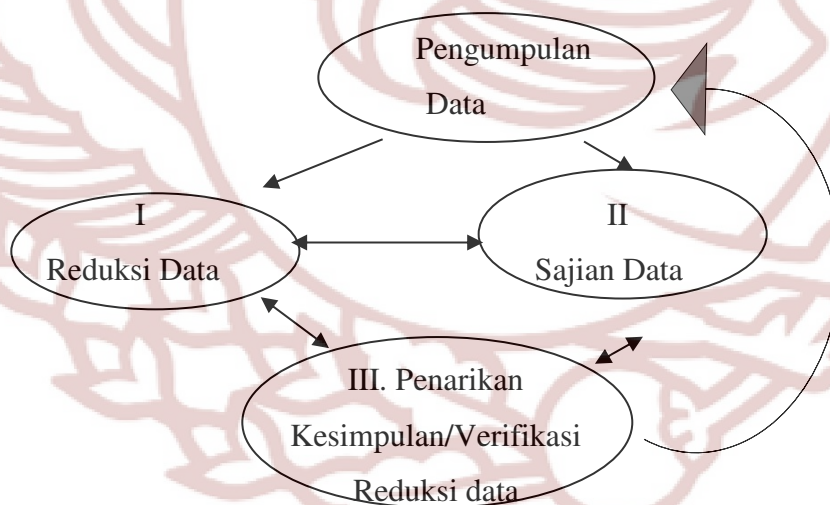 Pengumpulan
Data
I
Reduksi Data
II
Sajian Data
III. Penarikan
Kesimpulan/Verifikasi
Reduksi data